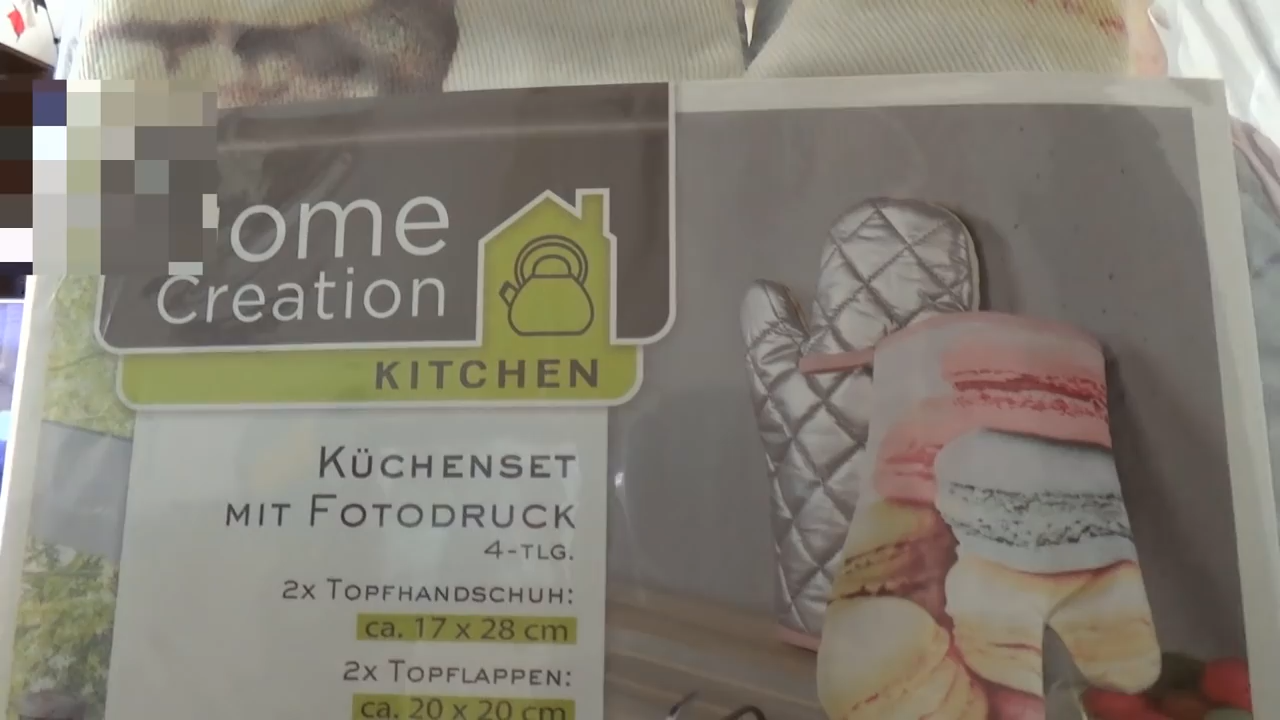 ome
Creation
KITCHEN
KÜCHENSET
MIT FOTODRUCK
4-TLG.
2X TOPFHANDSCHUH:
ca. 17 x 28 cm
2X TOPFLAPPEN:
ca. 20 x 20 cm